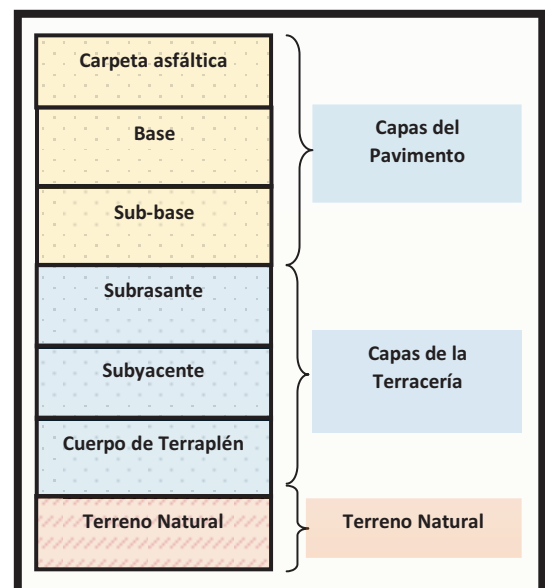 Carpeta asfáltica
Base
Sub-base
Capas del
Pavimento
Subrasante
Subyacente
Cuerpo de Terraplén
Capas de la
Terracería
Terreno Natural
Terreno Natural